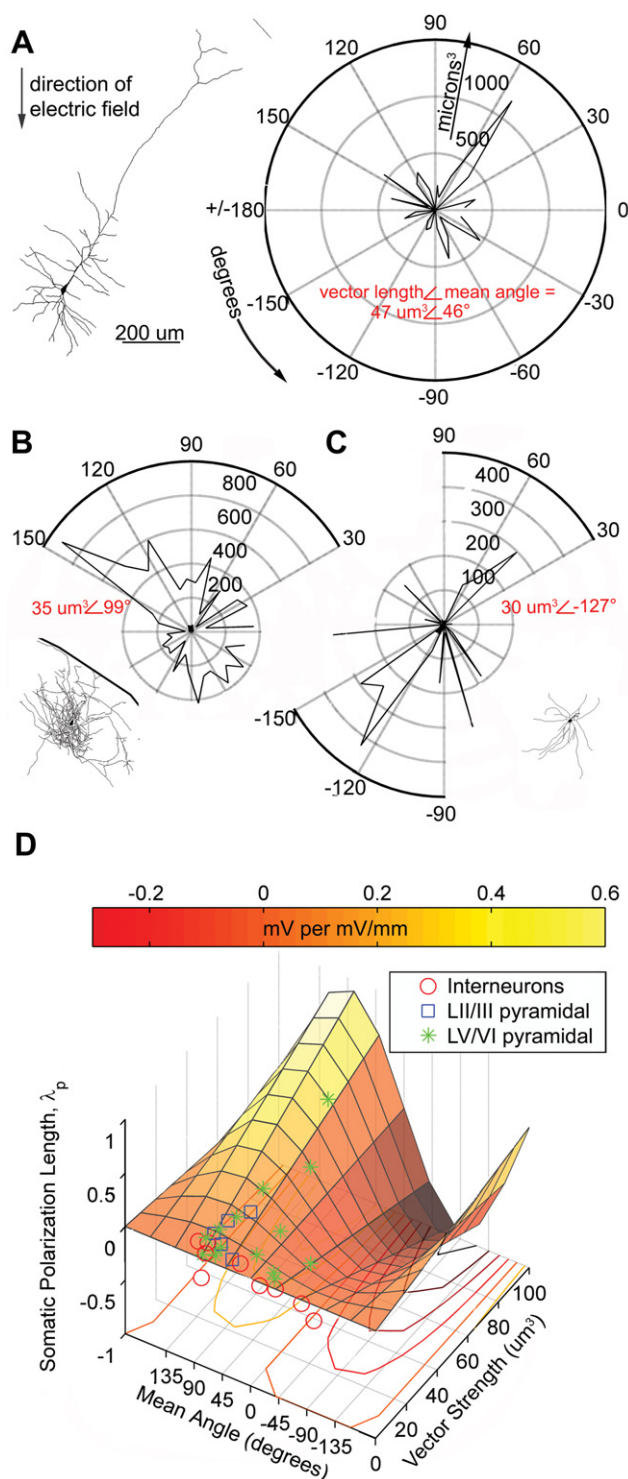 A
direction of
electric field
200 um
90
120
60
microns³
1000
500
150
30
+/-180
0
degrees
vector length∠ mean angle =
47 um³∠46°
-150
-30
-120
-60
-90
B
90
120
60
800
600
400
200
150
30
35 um³∠99°
C
90
60
400
300
200
100
30
30 um³∠-127°
-150
-120
-90
D
-0.2
0
0.2
0.4
0.6
mV per mV/mm
Interneurons
LII/III pyramidal
LV/VI pyramidal
Somatic Polarization Length, λp
1
0.5
0
-0.5
-1
135
90
45
0
-45
-90
-135
Mean Angle (degrees)
0
20
40
60
80
100
Vector Strength (um³)